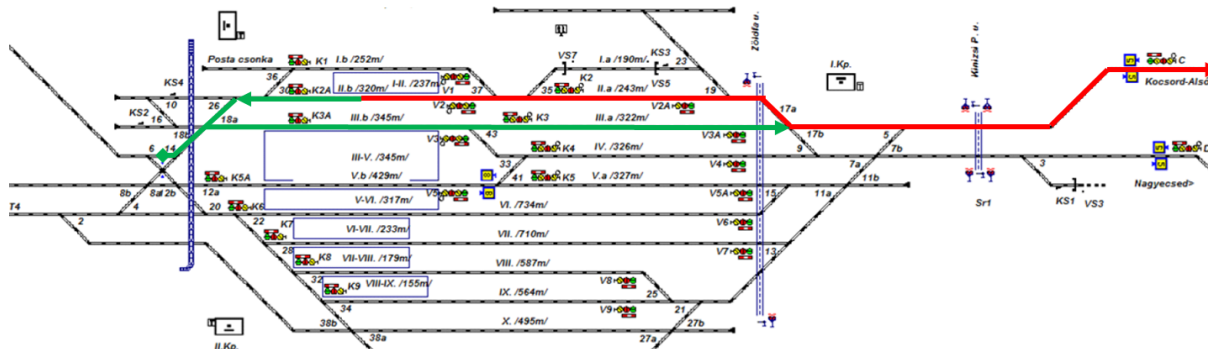 Zöldfa u.
Kinizsi P. u.
VS7
KS3
I.Kp.
Posta csonka
K1
I.b /252m/
I.a /190m/
23
C
KS4
36
I-II. /237m/
V1
37
35
K2
VS5
Kocsord-Alsó
30
K2A
II.b /320m/
II.a /243m/
19
10
26
V2
V2A
17a
KS2
16
18a
K3A
III.b /345m/
K3
III.a /322m/
18b
V3
43
V3A
17b
5
6
14
K4
IV. /326m/
9
D
III-V. /345m/
33
V4
7a
7b
3
K5A
V.b /429m/
41
K5
V.a /327m/
11b
Nagyecsed>
8b
8a
12b
12a
V-VI. /317m/
V5
V5A
15
11a
KS1
VS3
T4
2
4
20
K6
VI. /734m/
Sr1
22
K7
VI-VII. /233m/
VII. /710m/
V6
28
K8
VII-VIII. /179m/
VIII. /587m/
V7
13
32
K9
VIII-IX. /155m/
IX. /564m/
V8
25
34
V9
21
38b
X. /495m/
27b
II.Kp.
38a
27a